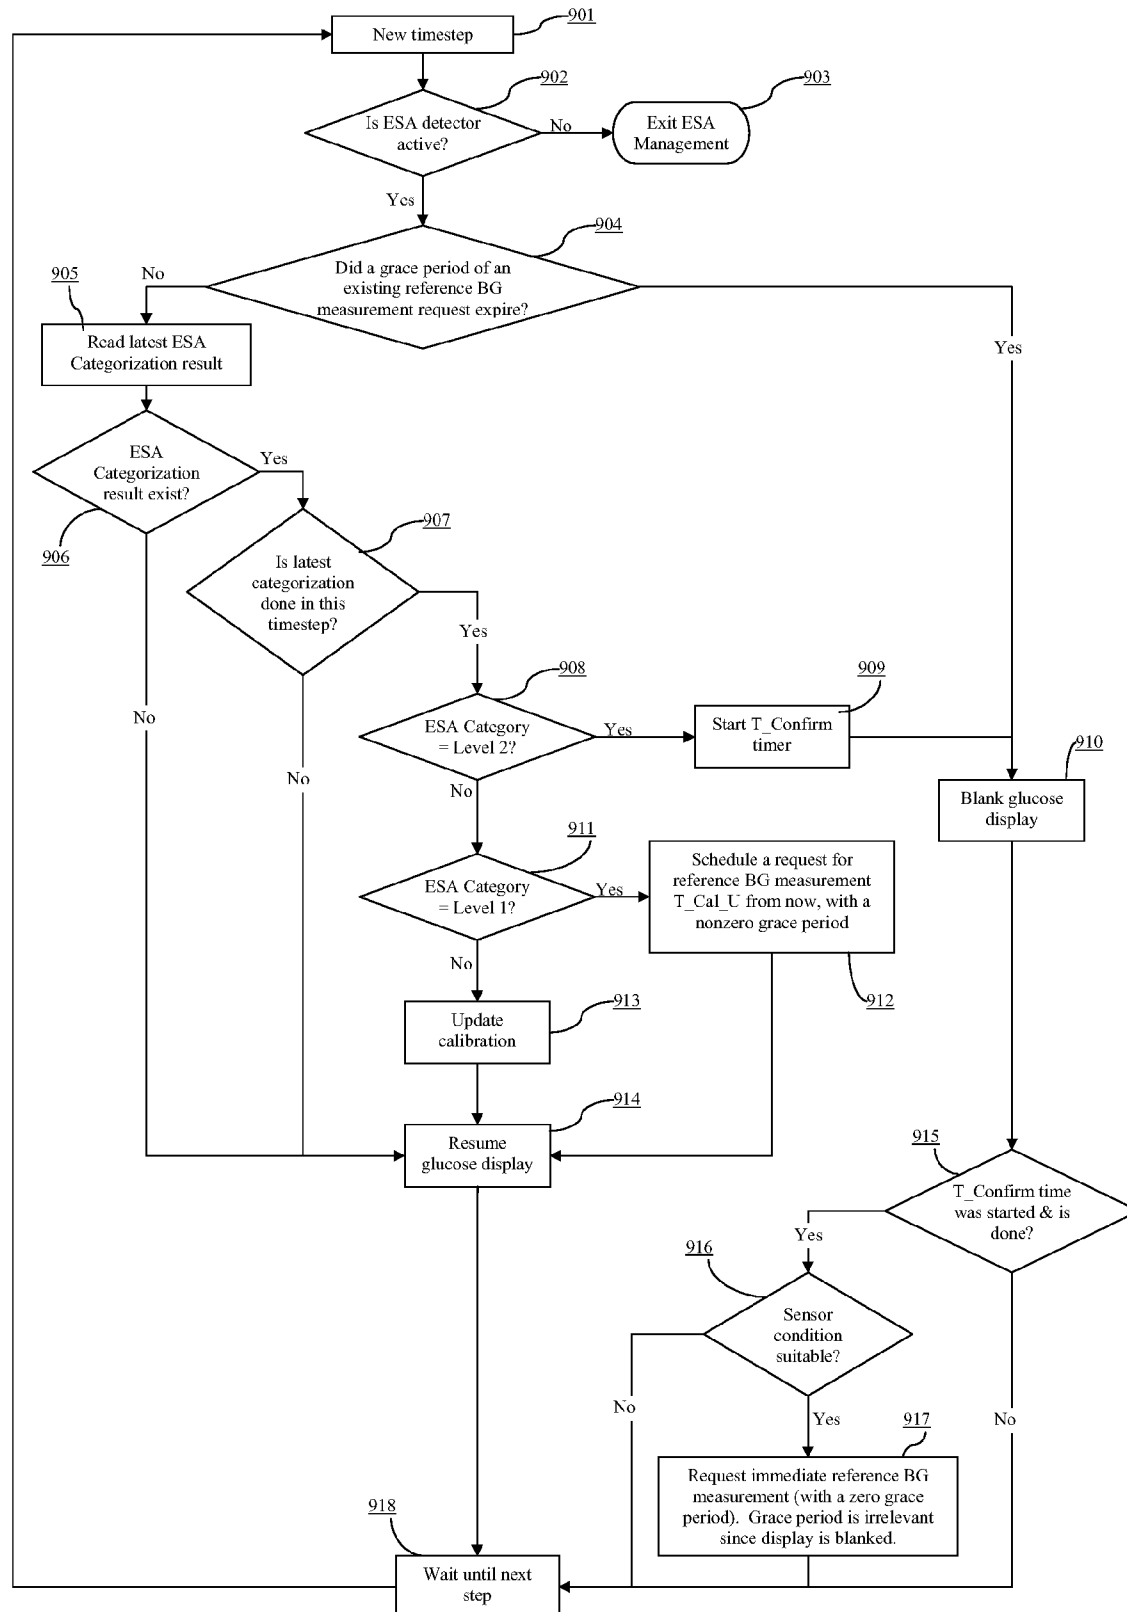 901
New timestep
902
903
Is ESA detector
active?
No
Exit ESA
Management
Yes
904
905
No
Did a grace period of an
existing reference BG
measurement request expire?
Read latest ESA
Categorization result
Yes
ESA
Categorization
result exist?
Yes
906
907
Is latest
categorization
done in this
timestep?
Yes
908
909
No
ESA Category
= Level 2?
Yes
Start T_Confirm
timer
910
No
No
Blank glucose
display
911
ESA Category
= Level 1?
Yes
Schedule a request for
reference BG measurement
T_Cal_U from now, with a
nonzero grace period
No
912
913
Update
calibration
914
Resume
glucose display
915
T_Confirm time
was started & is
done?
Yes
916
Sensor
condition
suitable?
No
Yes
No
917
Request immediate reference BG
measurement (with a zero grace
period). Grace period is irrelevant
since display is blanked.
918
Wait until next
step